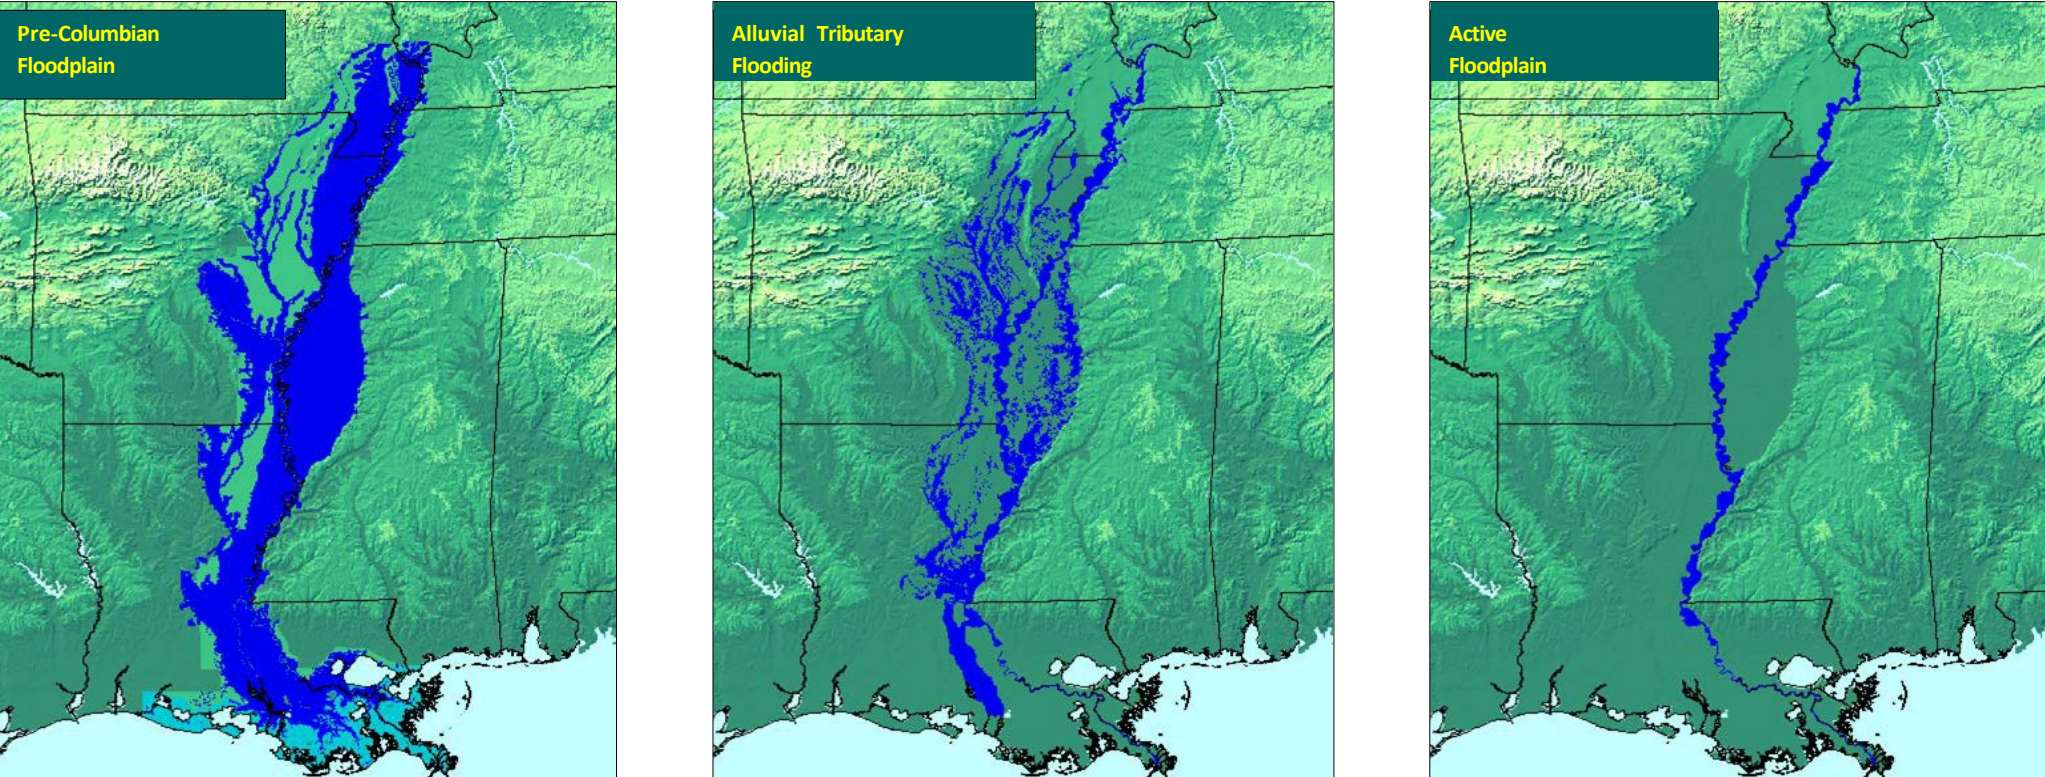 Pre-Columbian
Floodplain
Alluvial Tributary
Flooding
Active
Floodplain